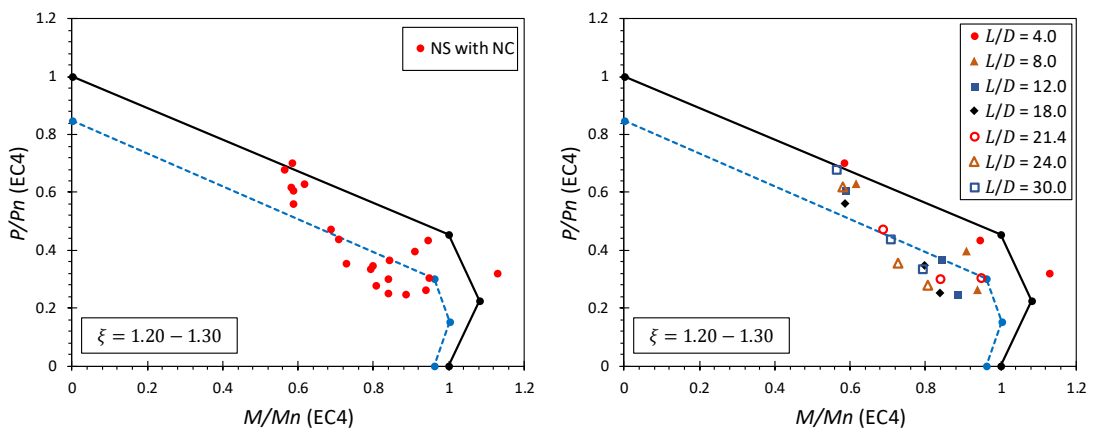 1.2
1
0.8
0.6
0.4
0.2
0
P/Pn (EC4)
NS with NC
ξ = 1.20 − 1.30
0 0.2 0.4 0.6 0.8 1 1.2
M/Mn (EC4)
1.2
1
0.8
0.6
0.4
0.2
0
P/Pn (EC4)
L/D = 4.0
L/D = 8.0
L/D = 12.0
L/D = 18.0
L/D = 21.4
L/D = 24.0
L/D = 30.0
ξ = 1.20 − 1.30
0 0.2 0.4 0.6 0.8 1 1.2
M/Mn (EC4)